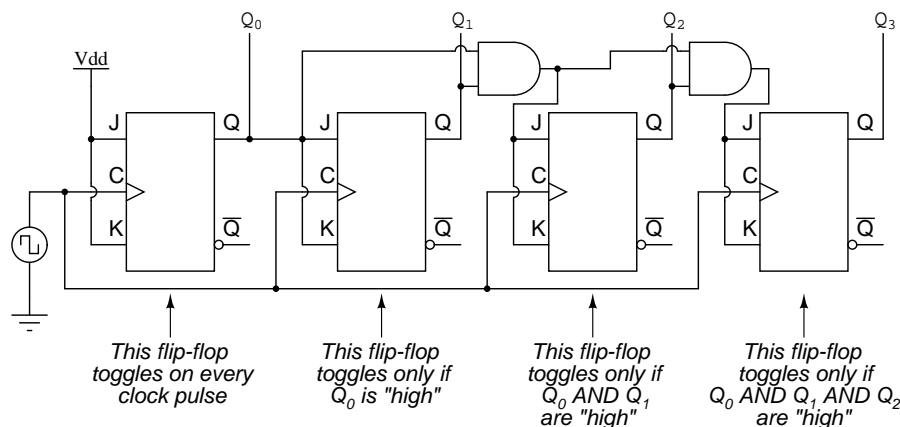 Q0 Q1 Q2 Q3
Vdd
J Q J Q J Q J Q
C C C C
K Q̅ K Q̅ K Q̅ K Q̅
This flip-flop
toggles on every
clock pulse
This flip-flop
toggles only if
Q0 is "high"
This flip-flop
toggles only if
Q0 AND Q1
are "high"
This flip-flop
toggles only if
Q0 AND Q1 AND Q2
are "high"